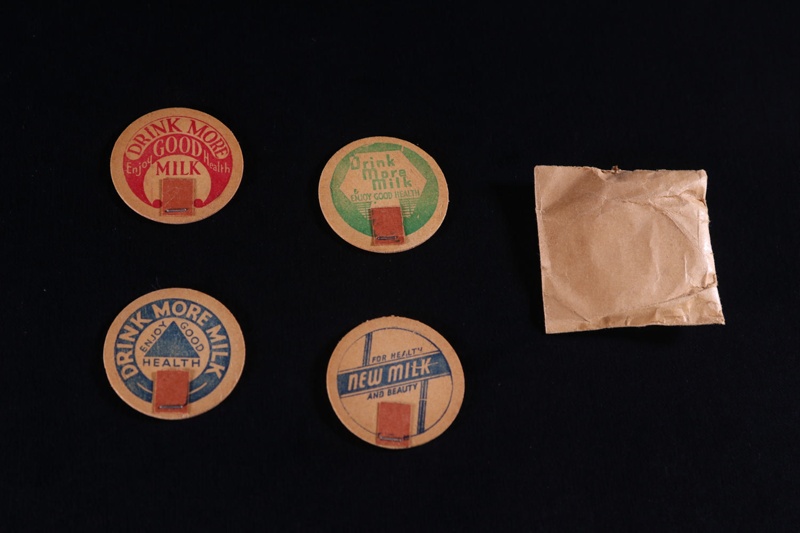 DRINK MORE
GOOD
Enjoy Health
MILK
Drink
More
Milk
ENJOY GOOD HEALTH
DRINK MORE MILK
ENJOY GOOD
HEALTH
FOR HEALTH
NEW MILK
AND BEAUTY